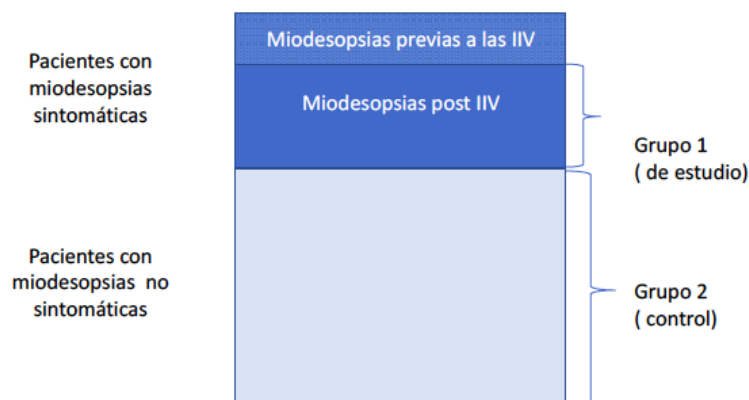 Miodesopsias previas a las IIV
Pacientes con
miodesopsias
sintomáticas
Miodesopsias post IIV
Grupo 1
( de estudio)
Pacientes con
miodesopsias no
sintomáticas
Grupo 2
( control)